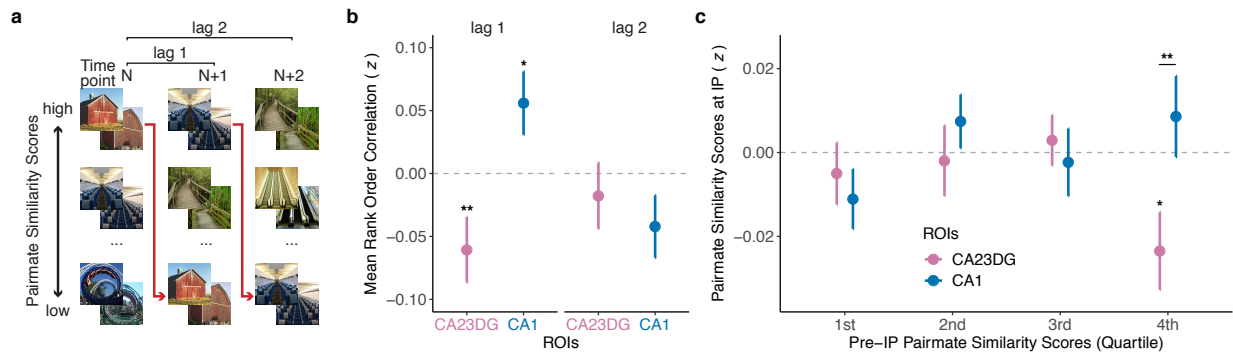 a
lag 2
lag 1
Time
point
N
N+1
N+2
high
low
Pairmate Similiarity Scores
...
...
...
b
lag 1
lag 2
Mean Rank Order Correlation ( z )
0.10
0.05
0.00
−0.05
−0.10
*
**
CA23DG
CA1
CA23DG
CA1
ROIs
c
Pairmate Similarity Scores at IP ( z )
0.02
0.00
−0.02
**
*
ROIs
CA23DG
CA1
1st
2nd
3rd
4th
Pre-IP Pairmate Similarity Scores (Quartile)